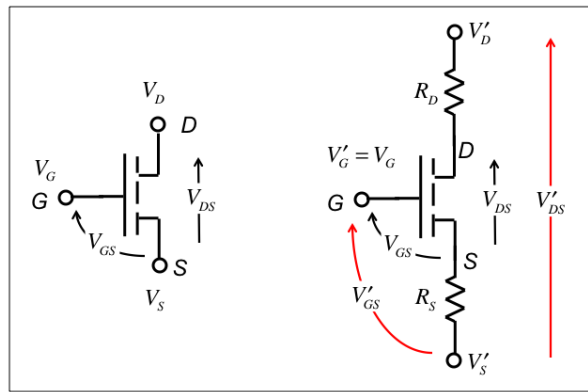 V_D
D
V_G
G
V_DS
V_GS
S
V_S
V′_D
R_D
V′_G = V_G
D
G
V_DS
V′_DS
V_GS
S
V′_GS
R_S
V′_S